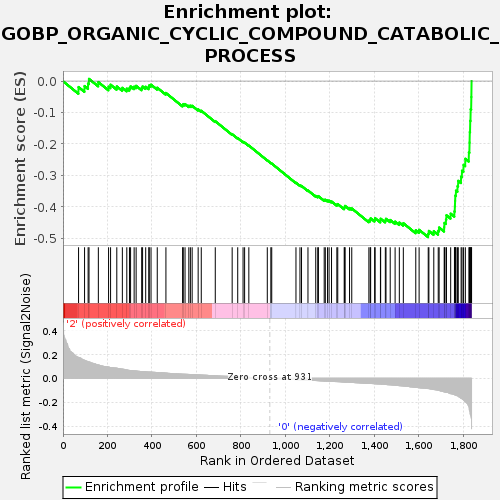 Enrichment plot:
GOBP_ORGANIC_CYCLIC_COMPOUND_CATABOLIC_
PROCESS
Enrichment score (ES)
0.0
-0.1
-0.2
-0.3
-0.4
-0.5
Ranked list metric (Signal2Noise)
'2' (positively correlated)
0.4
0.2
0.0
-0.2
-0.4
Zero cross at 931
'0' (negatively correlated)
0
200
400
600
800
1,000
1,200
1,400
1,600
1,800
Rank in Ordered Dataset
Enrichment profile
Hits
Ranking metric scores